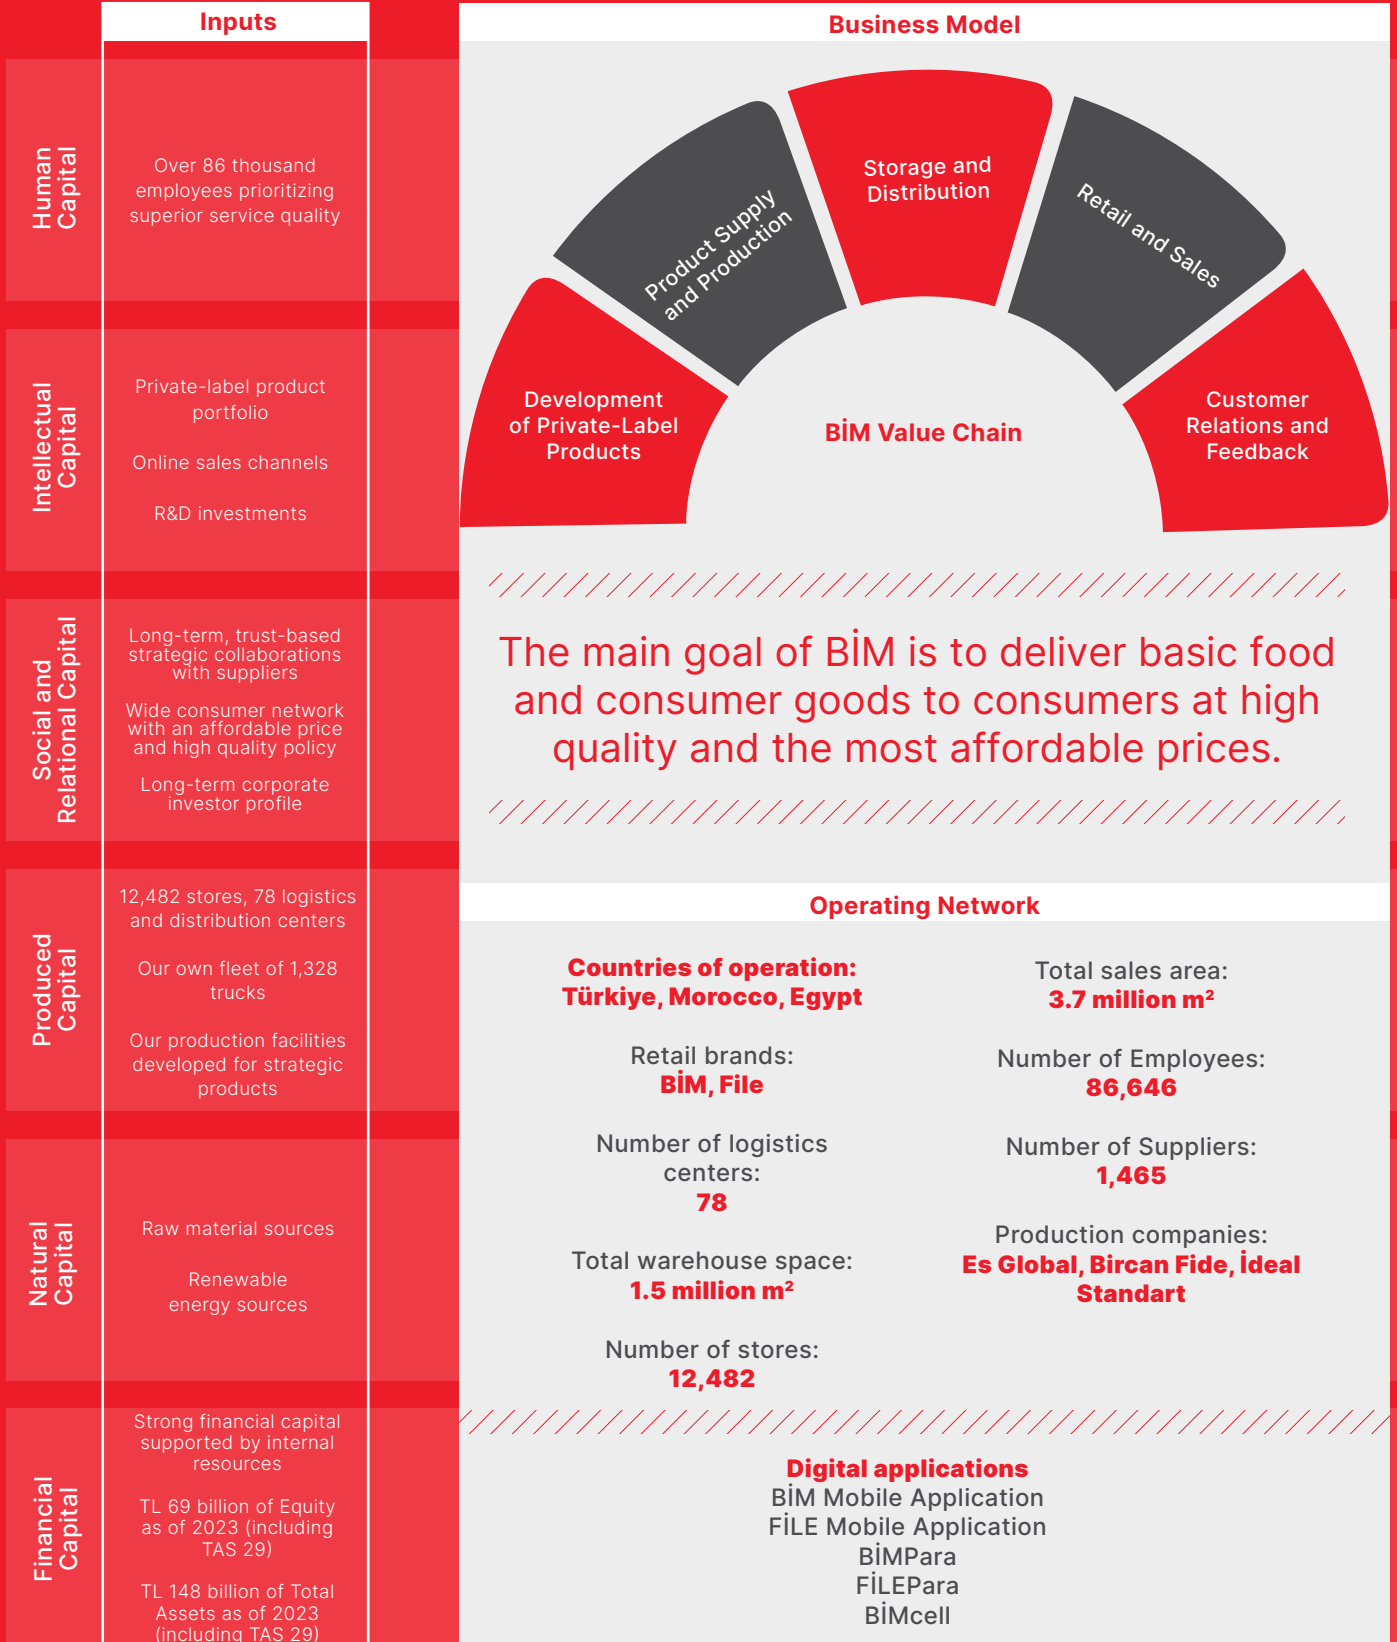 Inputs
Human
Capital
Over 86 thousand
employees prioritizing
superior service quality
Intellectual
Capital
Private-label product
portfolio
Online sales channels
R&D investments
Social and
Relational Capital
Long-term, trust-based
strategic collaborations
with suppliers
Wide consumer network
with an affordable price
and high quality policy
Long-term corporate
investor profile
Produced
Capital
12,482 stores, 78 logistics
and distribution centers
Our own fleet of 1,328
trucks
Our production facilities
developed for strategic
products
Natural
Capital
Raw material sources
Renewable
energy sources
Financial
Capital
Strong financial capital
supported by internal
resources
TL 69 billion of Equity
as of 2023 (including
TAS 29)
TL 148 billion of Total
Assets as of 2023
(including TAS 29)
Business Model
Development
of Private-Label
Products
Product Supply
and Production
Storage and
Distribution
Retail and Sales
Customer
Relations and
Feedback
BİM Value Chain
The main goal of BİM is to deliver basic food
and consumer goods to consumers at high
quality and the most affordable prices.
Operating Network
Countries of operation:
Türkiye, Morocco, Egypt
Retail brands:
BİM, File
Number of logistics
centers:
78
Total warehouse space:
1.5 million m²
Number of stores:
12,482
Total sales area:
3.7 million m²
Number of Employees:
86,646
Number of Suppliers:
1,465
Production companies:
Es Global, Bircan Fide, İdeal
Standart
Digital applications
BİM Mobile Application
FİLE Mobile Application
BİMPara
FİLEPara
BİMcell